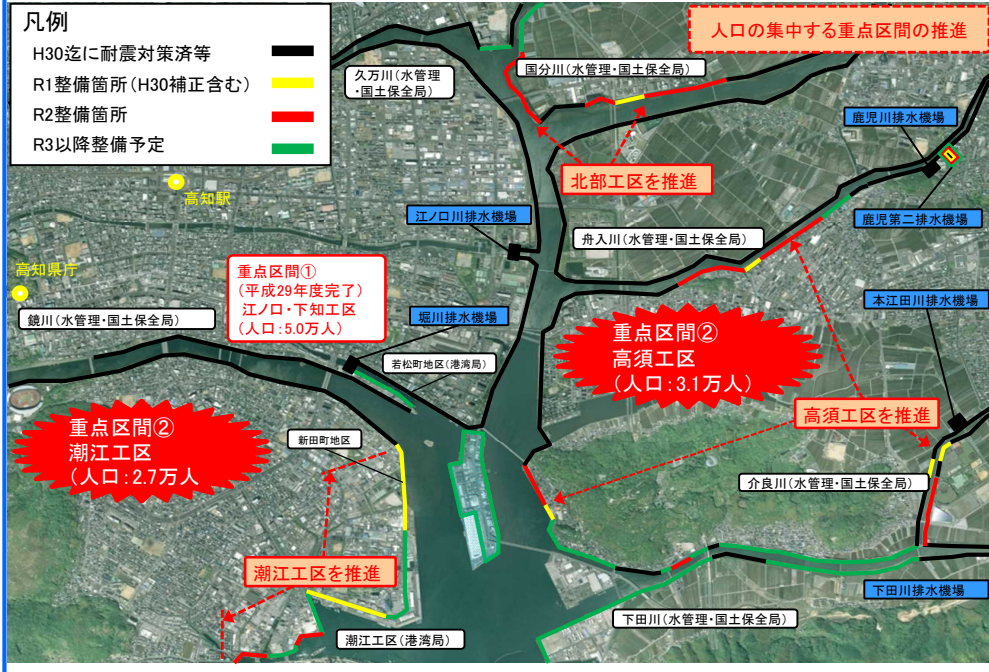 凡例
H30迄に耐震対策済等
R1整備箇所(H30補正含む)
R2整備箇所
R3以降整備予定
人口の集中する重点区間の推進
久万川(水管理
・国土保全局)
国分川(水管理・国土保全局)
鹿児川排水機場
高知駅
北部工区を推進
江ノ口川排水機場
舟入川(水管理・国土保全局)
鹿児第二排水機場
高知県庁
鏡川(水管理・国土保全局)
重点区間①
(平成29年度完了)
江ノ口・下知工区
(人口:5.0万人)
堀川排水機場
本江田川排水機場
若松町地区(港湾局)
重点区間②
高須工区
(人口:3.1万人)
重点区間②
潮江工区
(人口:2.7万人
新田町地区
高須工区を推進
介良川(水管理・国土保全局)
潮江工区を推進
下田川排水機場
潮江工区(港湾局)
下田川(水管理・国土保全局)